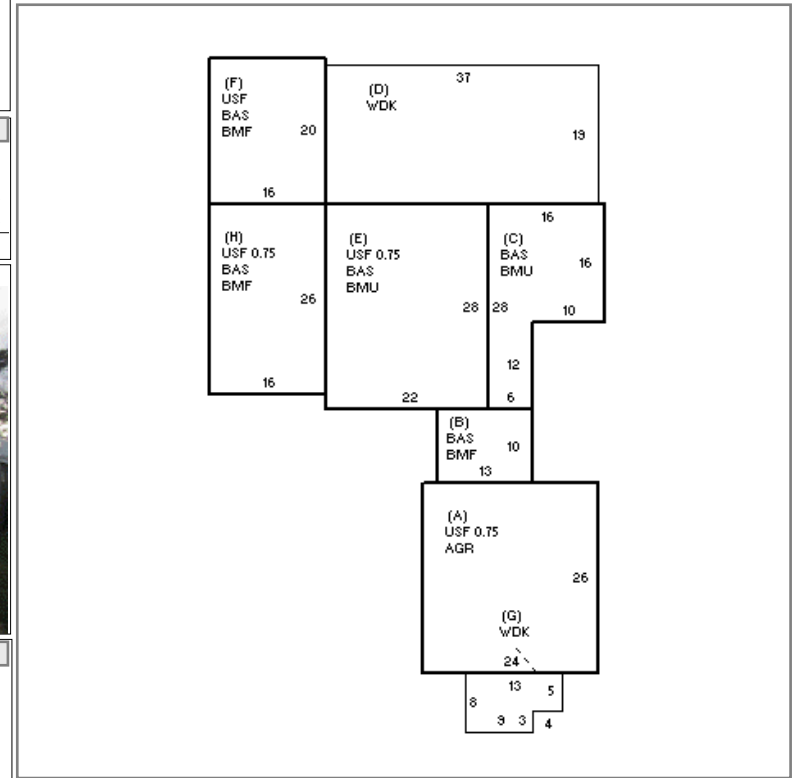 (F)
USF
BAS
BMF
20
16
(D)
WDK
37
19
(H)
USF 0.75
BAS
BMF
26
16
(E)
USF 0.75
BAS
BMU
28
22
(C)
BAS
BMU
16
16
28
10
12
6
(B)
BAS
BMF
10
13
(A)
USF 0.75
AGR
26
(G)
WDK
24
13
5
8
9
3
4